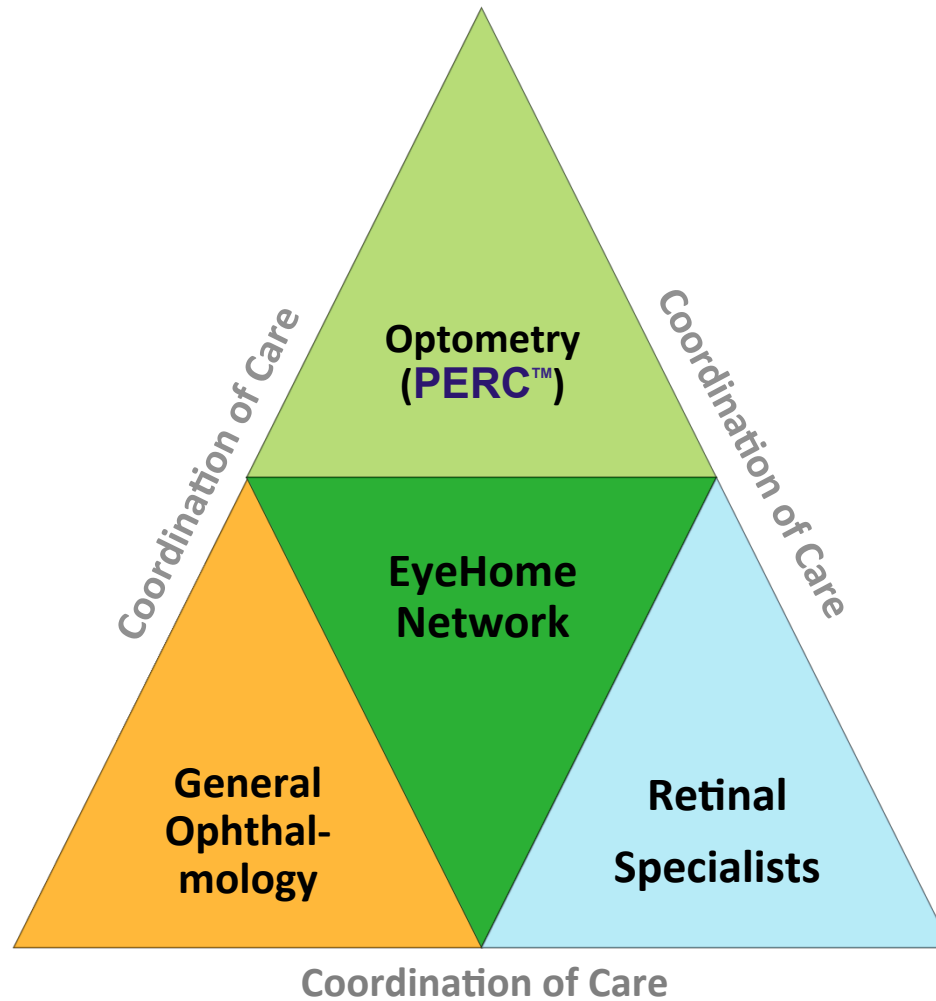 Coordination of Care
Coordination of Care
Optometry
(PERC™)
EyeHome
Network
General
Ophthal-
mology
Retinal
Specialists
Coordination of Care